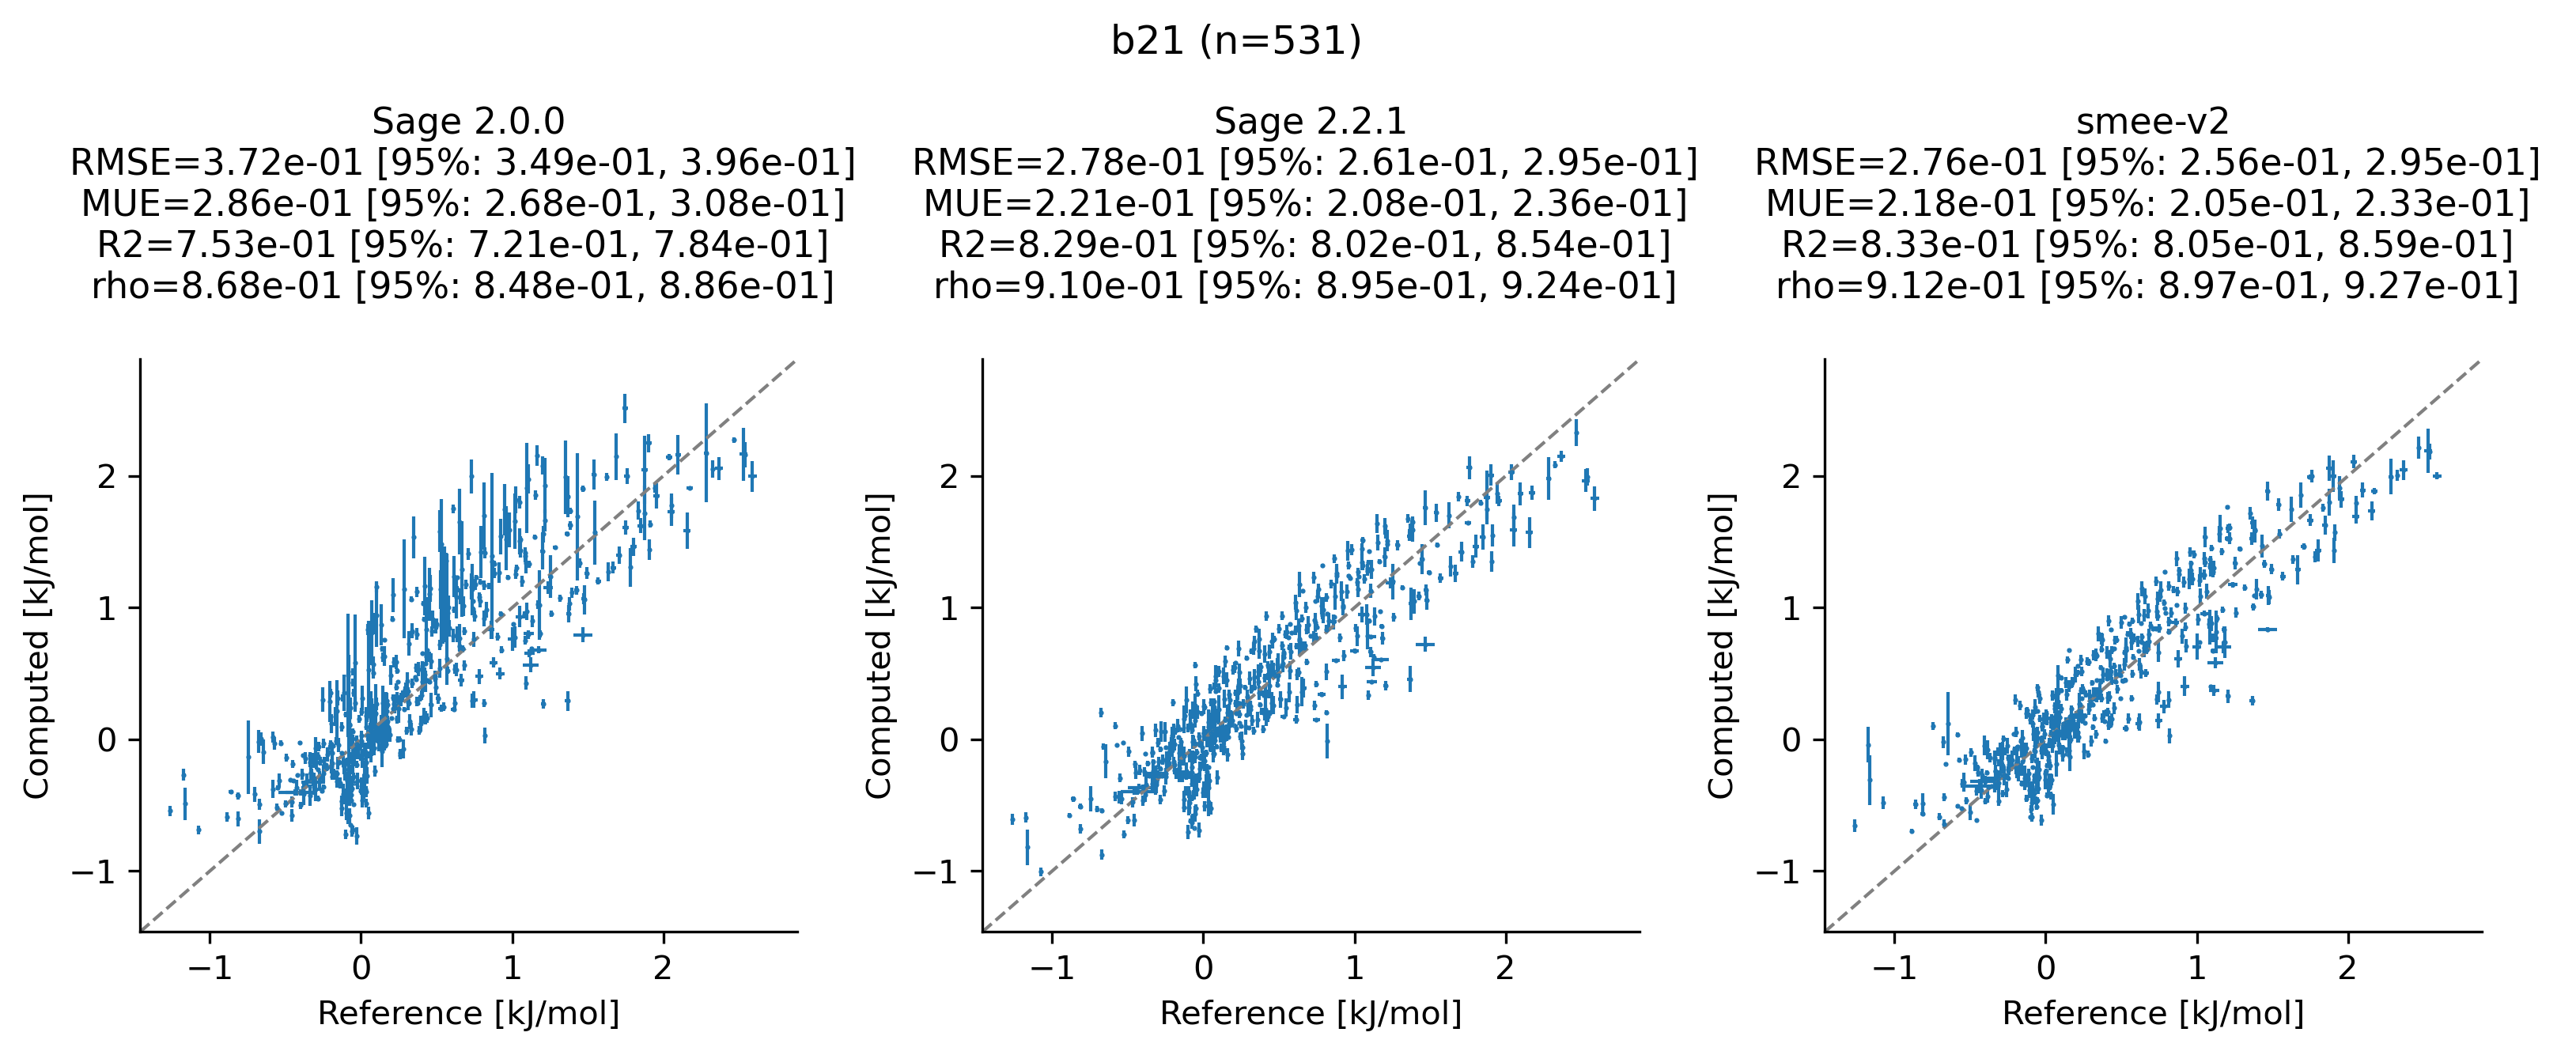 b21 (n=531)
Sage 2.0.0
RMSE=3.72e-01 [95%: 3.49e-01, 3.96e-01]
MUE=2.86e-01 [95%: 2.68e-01, 3.08e-01]
R2=7.53e-01 [95%: 7.21e-01, 7.84e-01]
rho=8.68e-01 [95%: 8.48e-01, 8.86e-01]
Computed [kJ/mol]
2
1
0
−1
−1 0 1 2
Reference [kJ/mol]
Sage 2.2.1
RMSE=2.78e-01 [95%: 2.61e-01, 2.95e-01]
MUE=2.21e-01 [95%: 2.08e-01, 2.36e-01]
R2=8.29e-01 [95%: 8.02e-01, 8.54e-01]
rho=9.10e-01 [95%: 8.95e-01, 9.24e-01]
Computed [kJ/mol]
2
1
0
−1
−1 0 1 2
Reference [kJ/mol]
smee-v2
RMSE=2.76e-01 [95%: 2.56e-01, 2.95e-01]
MUE=2.18e-01 [95%: 2.05e-01, 2.33e-01]
R2=8.33e-01 [95%: 8.05e-01, 8.59e-01]
rho=9.12e-01 [95%: 8.97e-01, 9.27e-01]
Computed [kJ/mol]
2
1
0
−1
−1 0 1 2
Reference [kJ/mol]